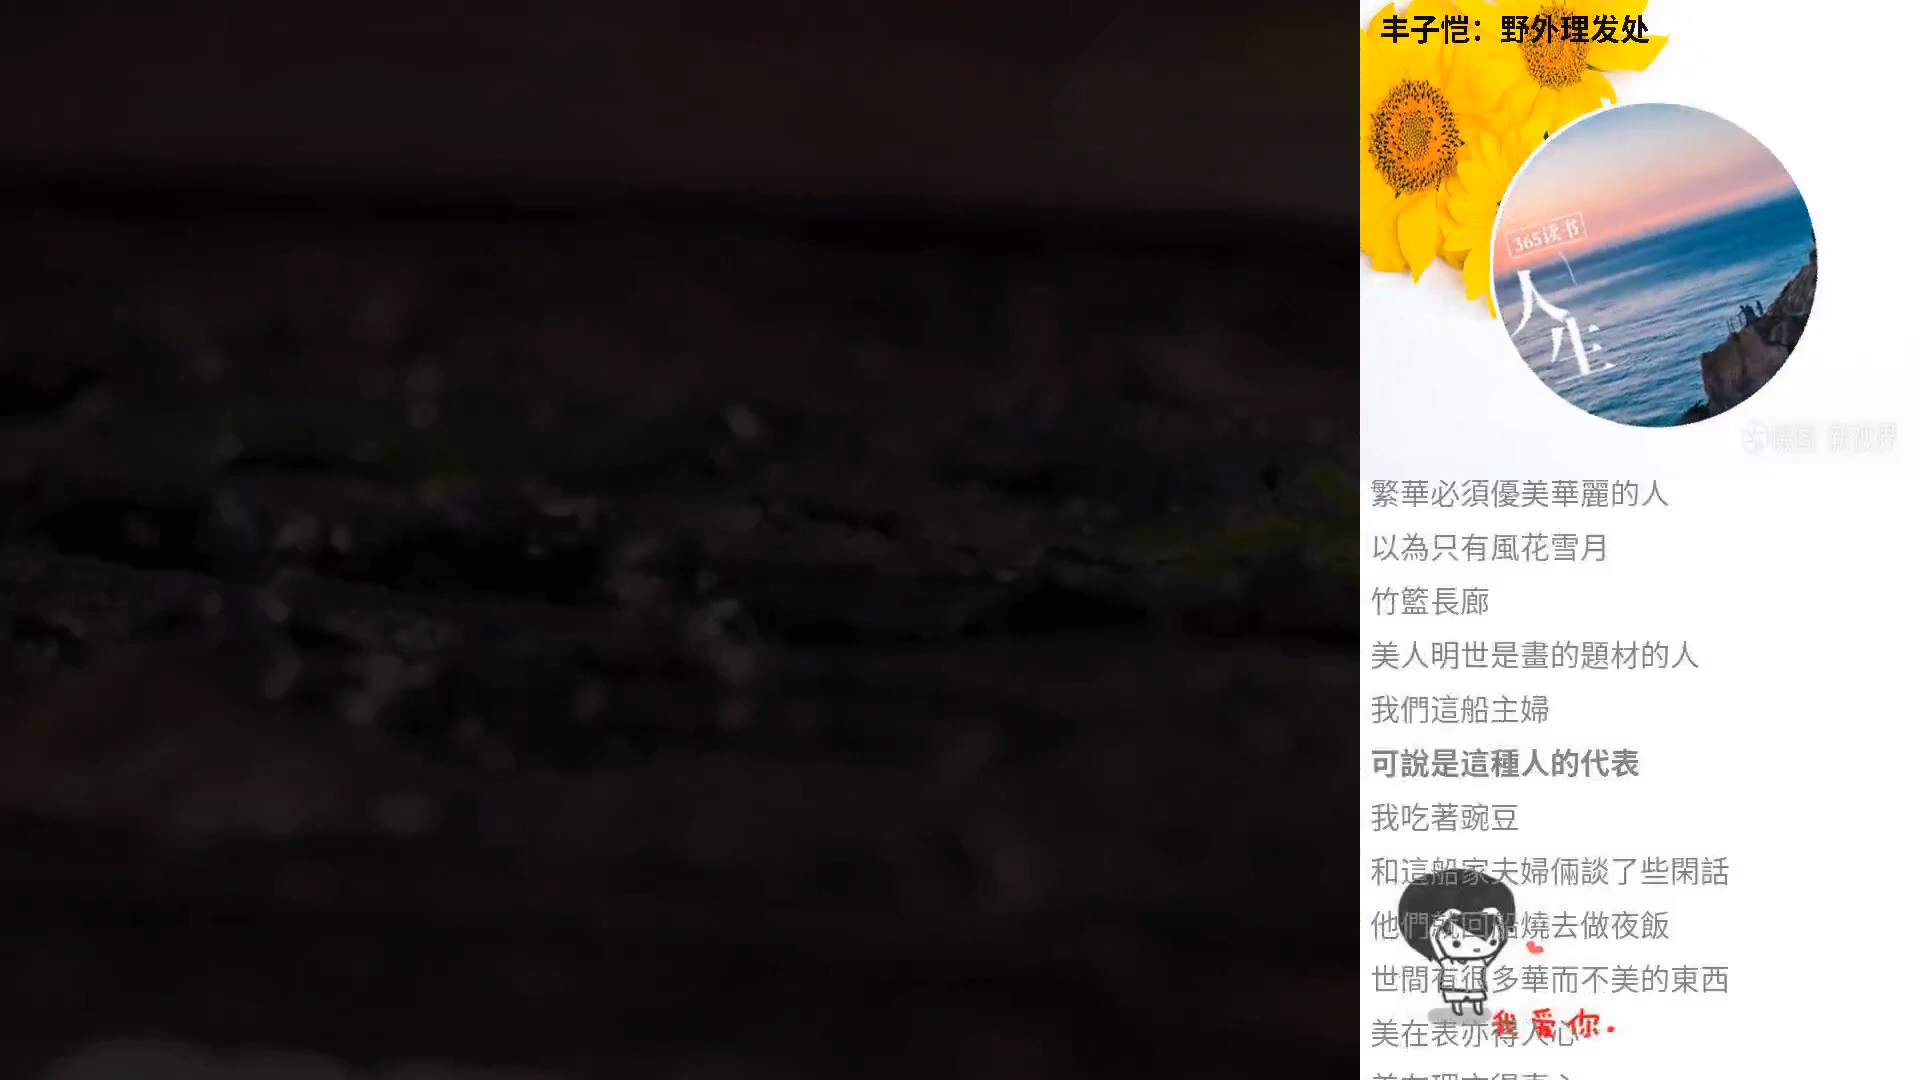 丰子恺：野外理发处
365读书
人生
繁華必須優美華麗的人
以為只有風花雪月
竹籃長廊
美人明世是畫的題材的人
我們這船主婦
可說是這種人的代表
我吃著豌豆
和這船家夫婦倆談了些閑話
他們就回船燒去做夜飯
世間有很多華而不美的東西
美在表亦得人心
我爱你.